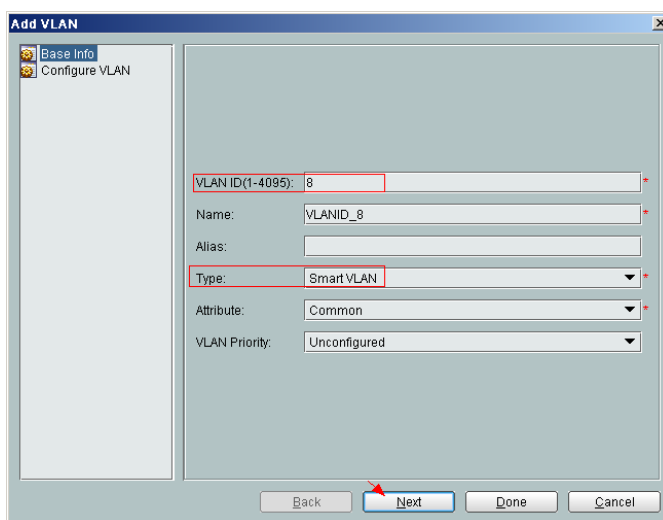 Add VLAN
Base Info
Configure VLAN
VLAN ID(1-4095): 8 *
Name: VLANID_8 *
Alias:
Type: Smart VLAN *
Attribute: Common *
VLAN Priority: Unconfigured
Back Next Done Cancel